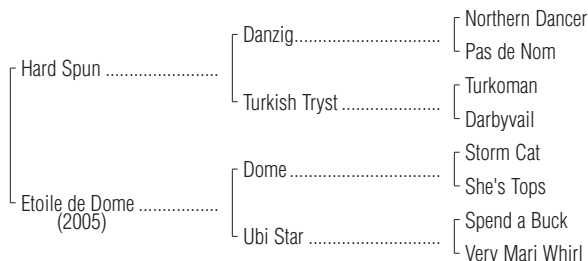 Northern Dancer
Danzig
Pas de Nom
Hard Spun
Turkoman
Turkish Tryst
Darbyvail
Storm Cat
Dome
She's Tops
Etoile de Dome
(2005)
Spend a Buck
Ubi Star
Very Mari Whirl